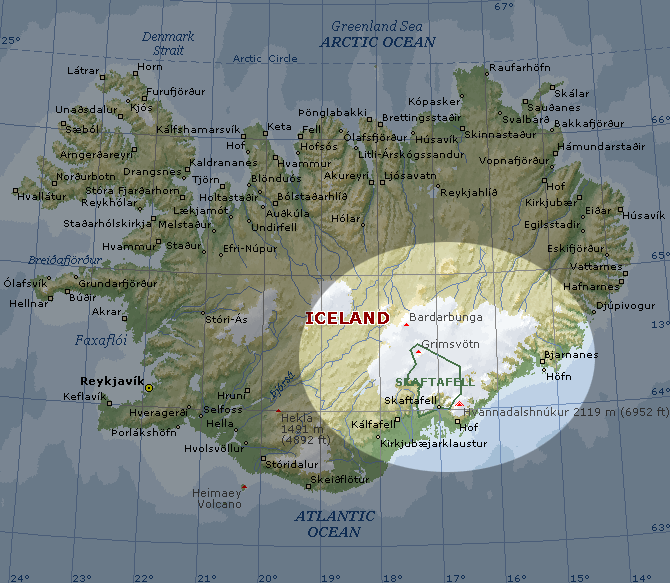 67°
Greenland Sea
ARCTIC OCEAN
25°
Denmark
Strait
Arctic Circle
Látrar
Horn
Raufarhöfn
Furufjörður
Kópasker
Skálar
Unaðsdalur
Kjós
Sauðanes
Þönglabakki
Brettingsstaðir
Svalbarð
66°
Sæból
Kálfshamarsvík
Keta
Fell
Ólafsfjörður
Húsavík
Skinnastaður
Bakkafjörður
Hof
Hofsós
Hámundarstaðir
Arngerðareyri
Kaldrananes
Hvammur
Litli-Árskógssandur
Vopnafjörður
Drangsnes
Norðurbotn
Tjörn
Blönduós
Akureyri
Ljósavatn
Hvallátur
Stóra Fjarðarhorn
Holtastaðir
Bólstaðarhlíð
Reykjahlíð
Hof
Reykhólar
Kirkjubær
Lækjamót
Auðkúla
Eiðar
Húsavík
Staðarhólskirkja
Melstaður
Undirfell
Hólar
Egilsstadir
Hvammur
Staður
Efri-Núpur
Eskifjörður
65°
Breiðafjörður
Vattarnes
Ólafsvík
Grundarfjörður
Hafnarnes
Hellnar
Búðir
Djúpivogur
Akrar
Stóri-Ás
ICELAND
Bardarbunga
13°
Faxaflói
Grimsvötn
Bjarnanes
Reykjavík
SKAFTAFELL
Höfn
Þjórsá
64°
Keflavík
Hruni
Skaftafell
Hveragerði
Selfoss
Hekla
1491 m
(4892 ft)
Hvannadalshnúkur 2119 m (6952 ft)
Hella
Kálfafell
Hof
Þorlákshöfn
Hvolsvöllur
Kirkjubæjarklaustur
Stóridalur
Skeiðflötur
Heimaey
Volcano
ATLANTIC
OCEAN
63°
24°
22°
21°
20°
19°
18°
17°
16°
15°
14°